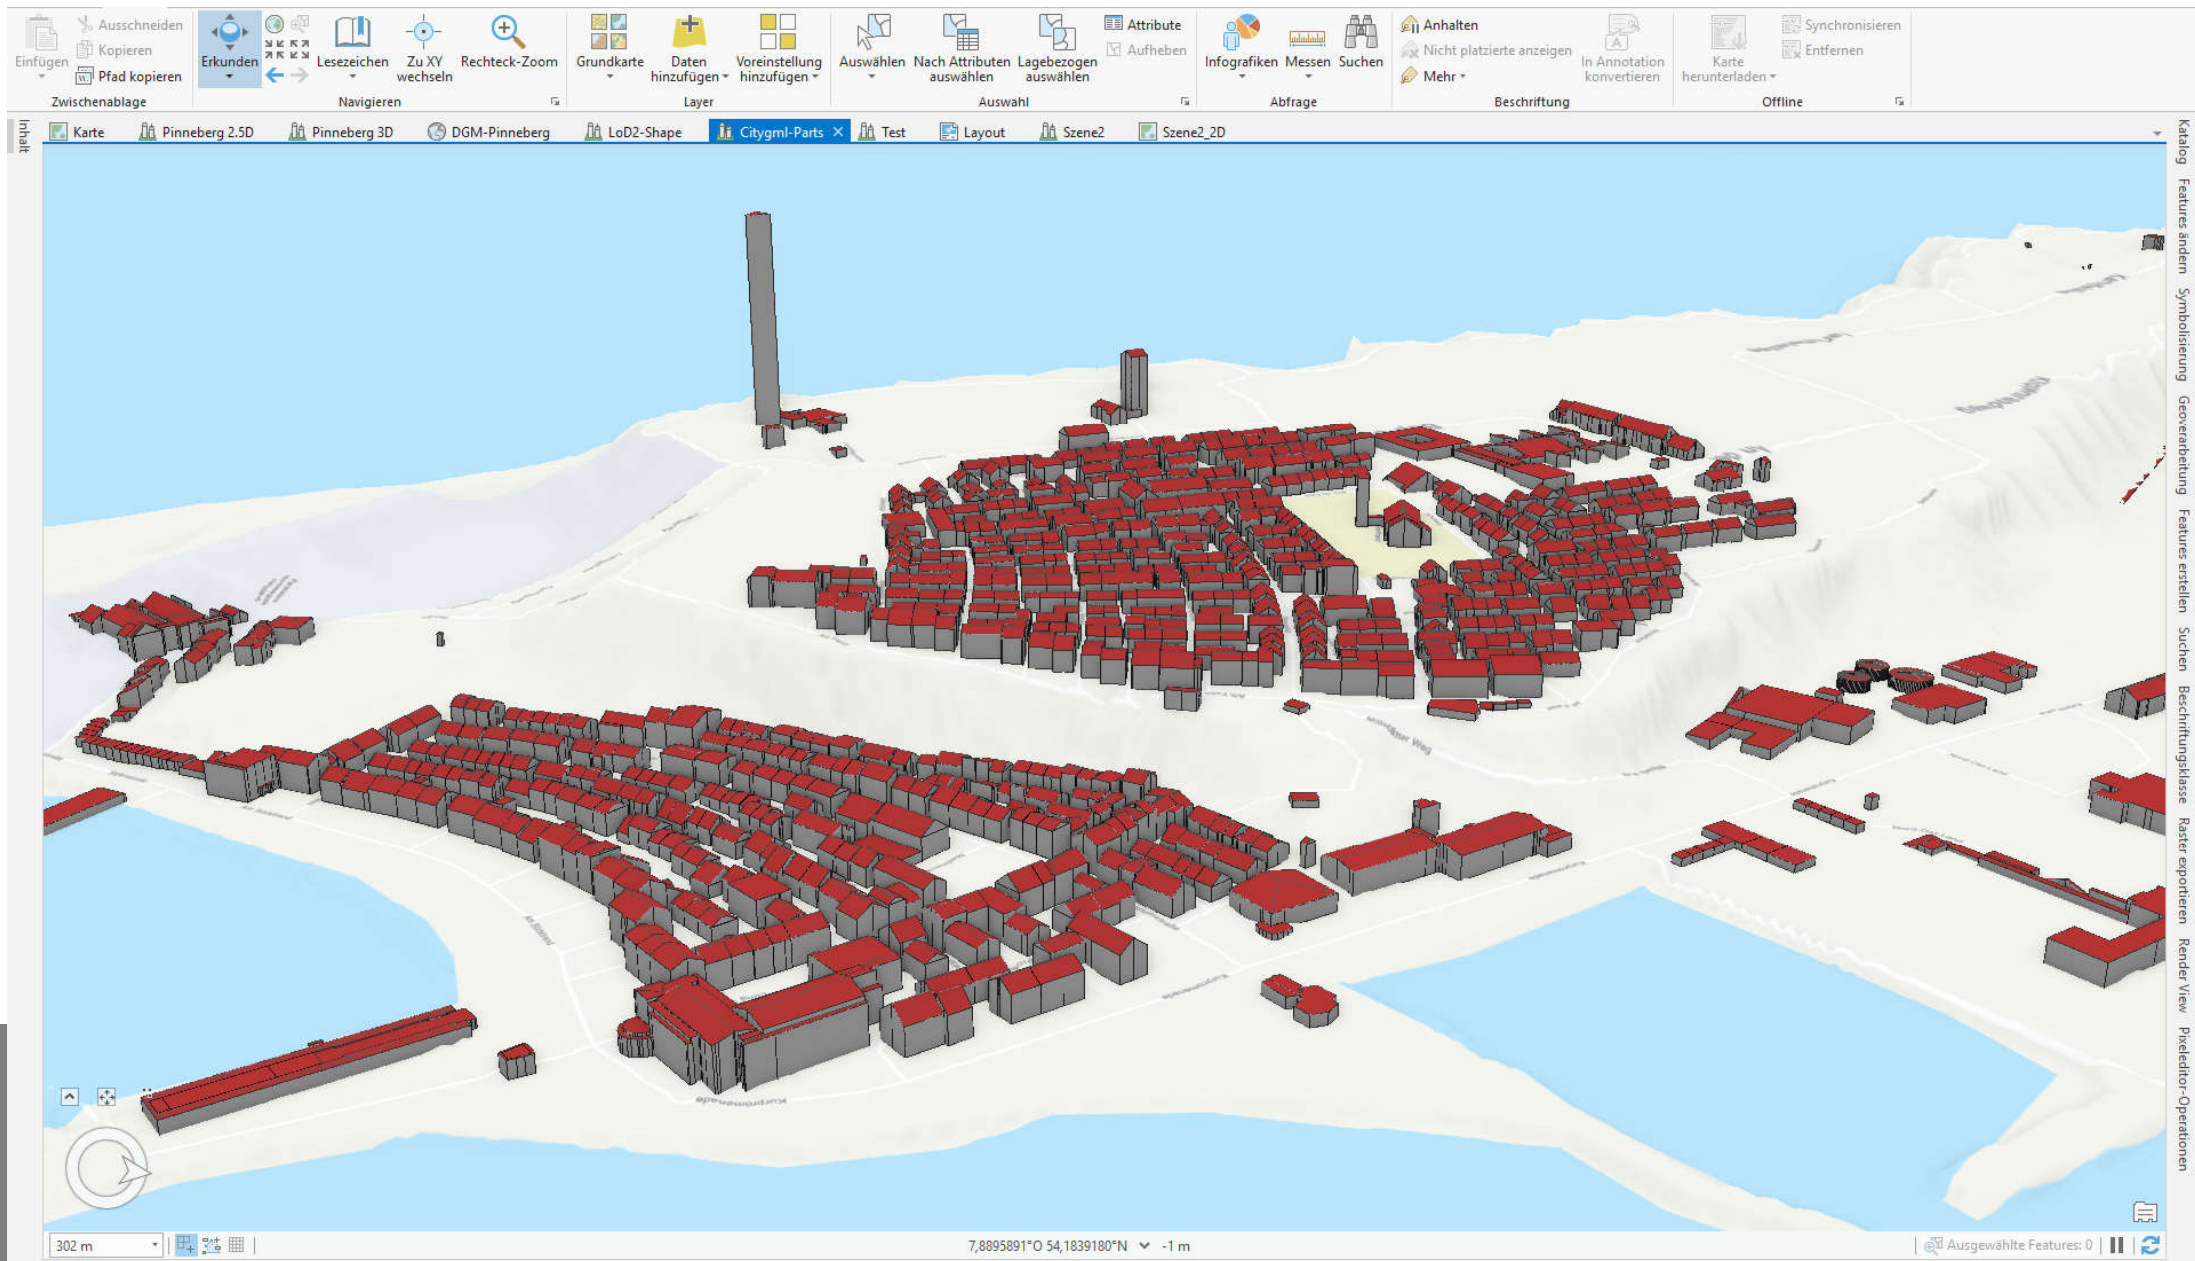 Einfügen
Ausschneiden
Kopieren
Pfad kopieren
Zwischenablage
Erkunden
Lesezeichen
Zu XY
wechseln
Rechteck-Zoom
Navigieren
Grundkarte
Daten
hinzufügen
Voreinstellung
hinzufügen
Layer
Auswählen
Nach Attributen
auswählen
Lagebezogen
auswählen
Attribute
Aufheben
Auswahl
Infografiken
Messen
Suchen
Abfrage
Anhalten
Nicht platzierte anzeigen
Mehr
In Annotation
konvertieren
Beschriftung
Karte
herunterladen
Synchronisieren
Entfernen
Offline
Inhalt
Karte
Pinneberg 2.5D
Pinneberg 3D
DGM-Pinneberg
LoD2-Shape
Citygml-Parts
Test
Layout
Szene2
Szene2_2D
Katalog
Features ändern
Symbolisierung
Geoverarbeitung
Features erstellen
Suchen
Beschriftungsklasse
Raster exportieren
Render View
Pixeleditor-Operationen
Kurpromenade
Kurpromenade
302 m
7,8895891°O 54,1839180°N
-1 m
Ausgewählte Features: 0